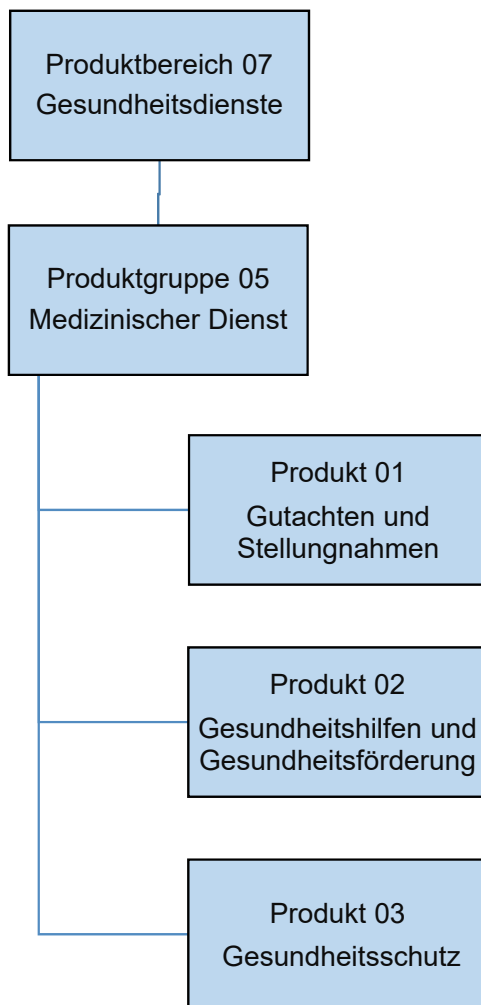 Produktbereich 07
Gesundheitsdienste
Produktgruppe 05
Medizinischer Dienst
Produkt 01
Gutachten und
Stellungnahmen
Produkt 02
Gesundheitshilfen und
Gesundheitsförderung
Produkt 03
Gesundheitsschutz